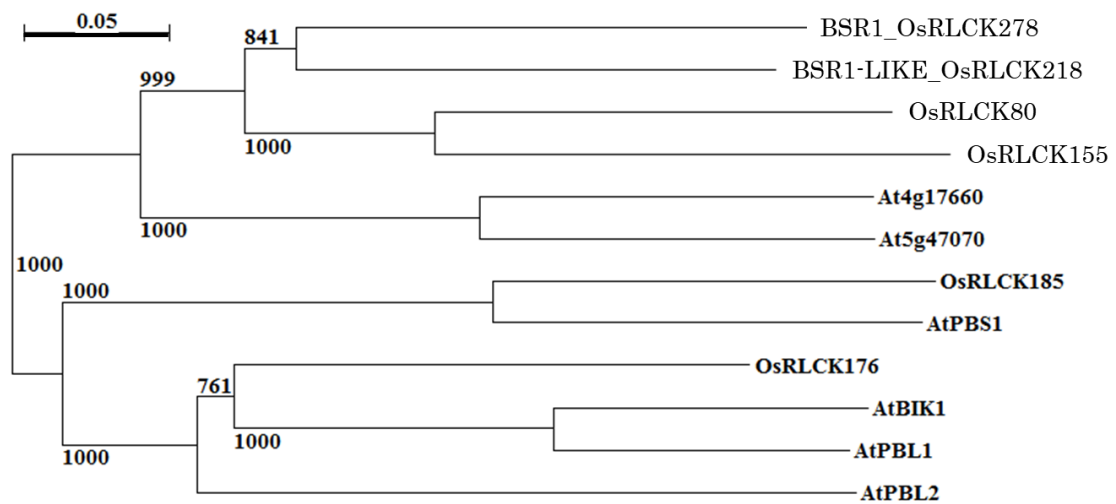 0.05
841
BSR1_OsRLCK278
BSR1-LIKE_OsRLCK218
999
OsRLCK80
1000
OsRLCK155
At4g17660
1000
At5g47070
1000
1000
OsRLCK185
AtPBS1
OsRLCK176
761
AtBIK1
1000
AtPBL1
1000
AtPBL2